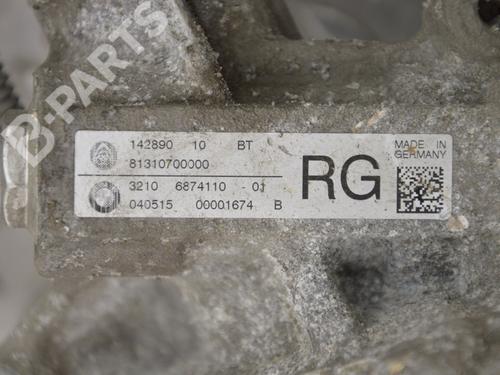 B-PARTS
142890 10 BT
81310700000
3210 6874110 - 01
040515 00001674 B
RG
MADE IN
GERMANY